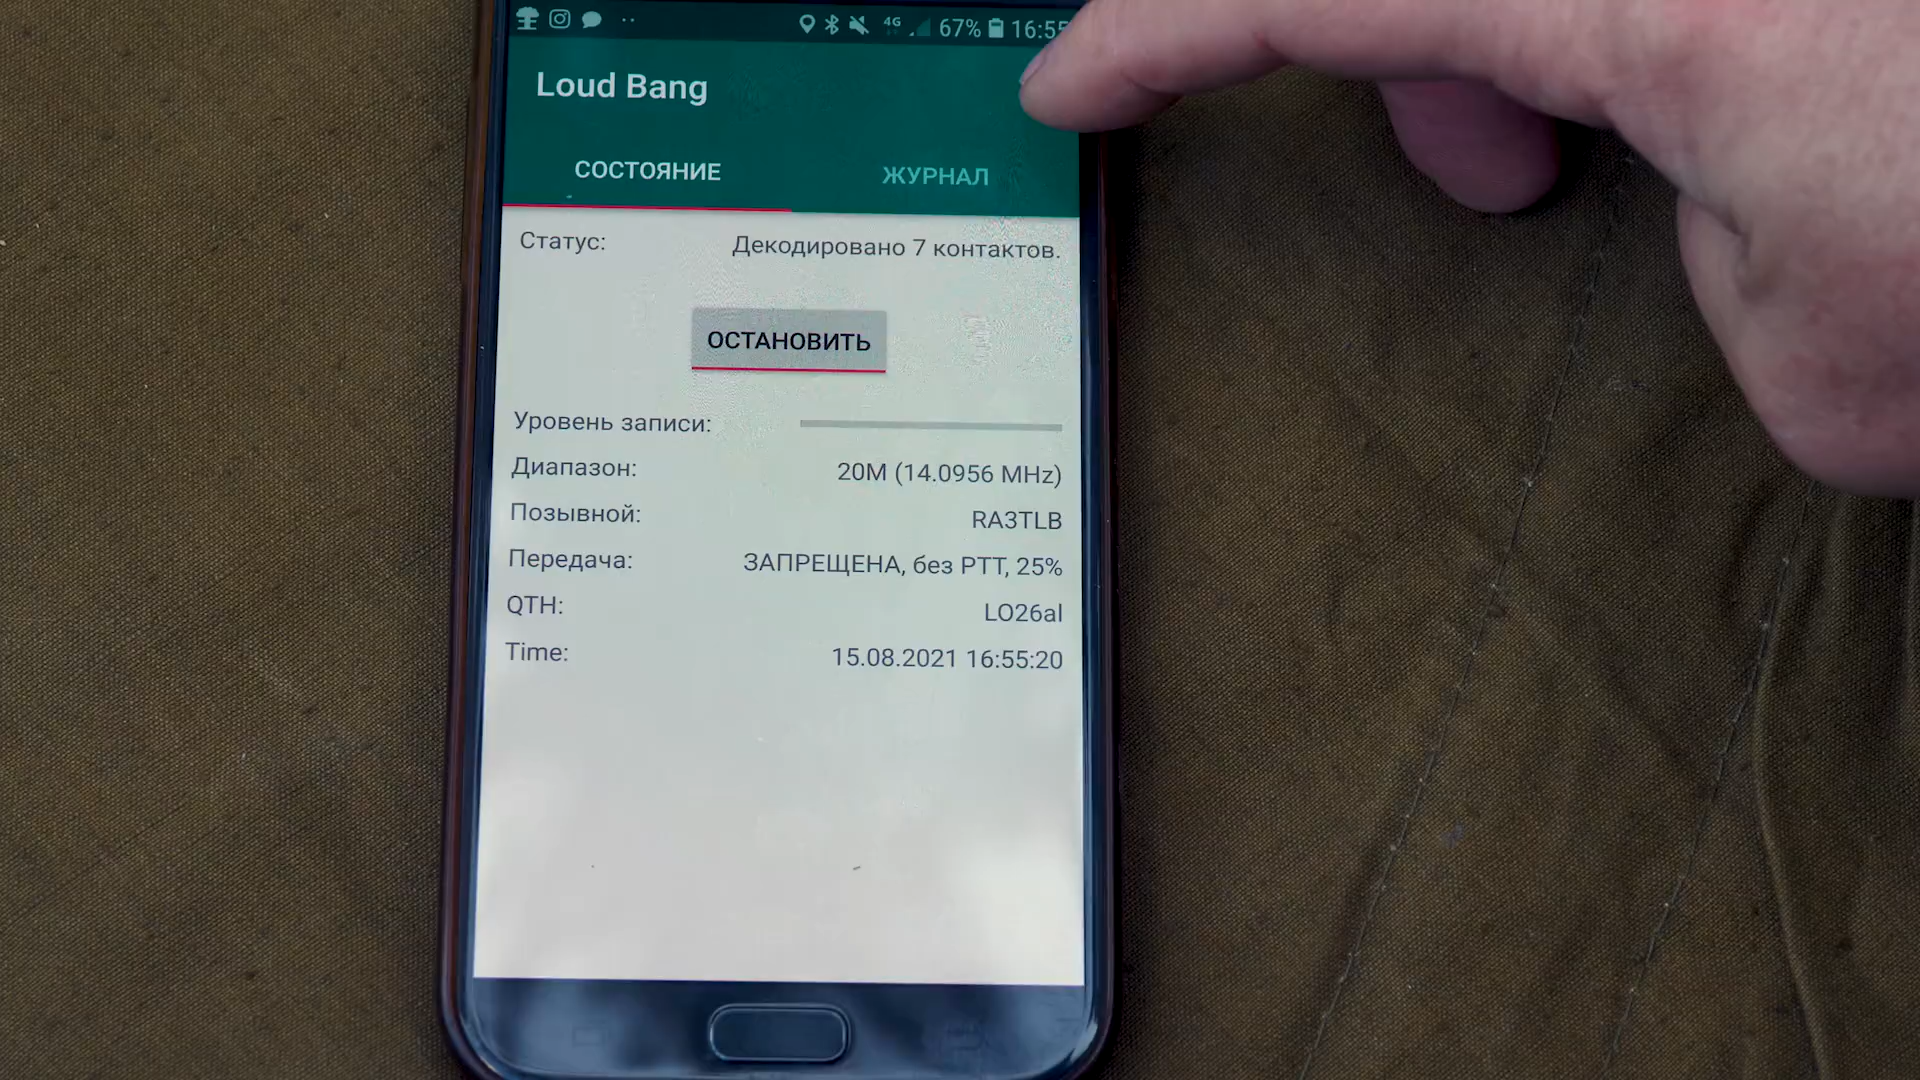 4G 67% 16:55
Loud Bang
СОСТОЯНИЕ ЖУРНАЛ
Статус: Декодировано 7 контактов.
ОСТАНОВИТЬ
Уровень записи:
Диапазон: 20M (14.0956 MHz)
Позывной: RA3TLB
Передача: ЗАПРЕЩЕНА, без PTT, 25%
QTH: LO26al
Time: 15.08.2021 16:55:20